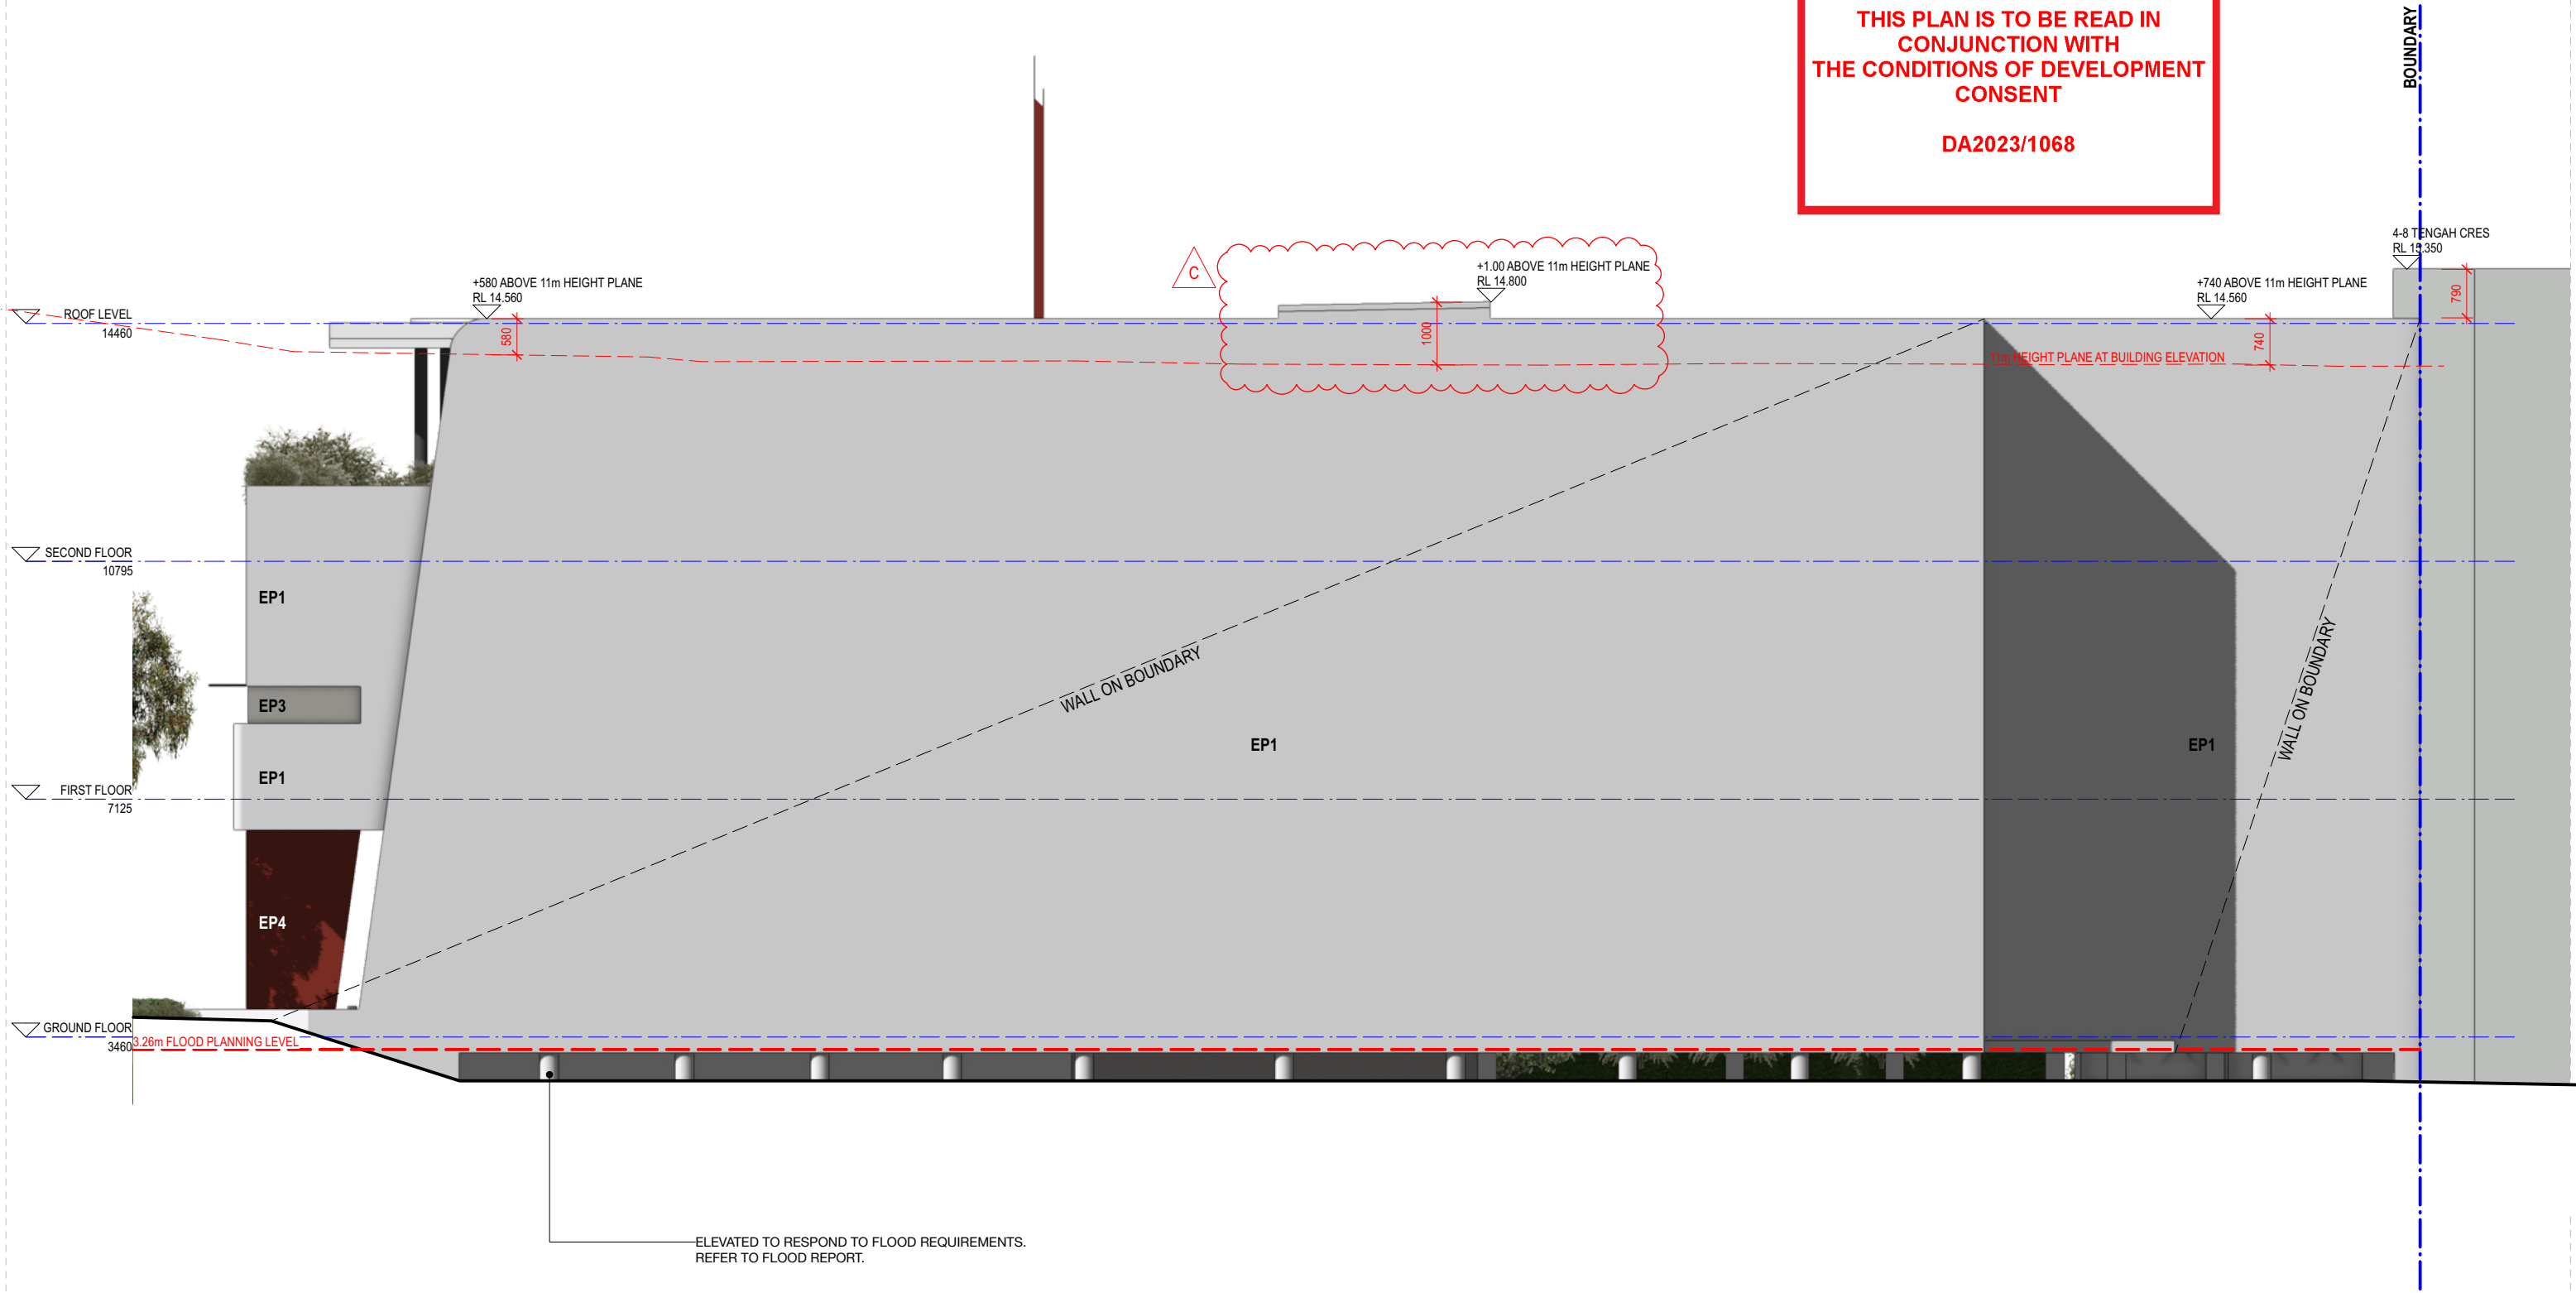 THIS PLAN IS TO BE READ IN
CONJUNCTION WITH
THE CONDITIONS OF DEVELOPMENT
CONSENT
DA2023/1068
BOUNDARY
4-8 TENGAH CRES
RL 15.350
790
C
+1.00 ABOVE 11m HEIGHT PLANE
RL 14.800
1000
+580 ABOVE 11m HEIGHT PLANE
RL 14.560
580
+740 ABOVE 11m HEIGHT PLANE
RL 14.560
740
ROOF LEVEL
14460
11m HEIGHT PLANE AT BUILDING ELEVATION
SECOND FLOOR
10795
EP1
WALL ON BOUNDARY
WALL ON BOUNDARY
EP3
EP1
EP1
EP1
FIRST FLOOR
7125
EP4
GROUND FLOOR
3460
3.26m FLOOD PLANNING LEVEL
ELEVATED TO RESPOND TO FLOOD REQUIREMENTS.
REFER TO FLOOD REPORT.